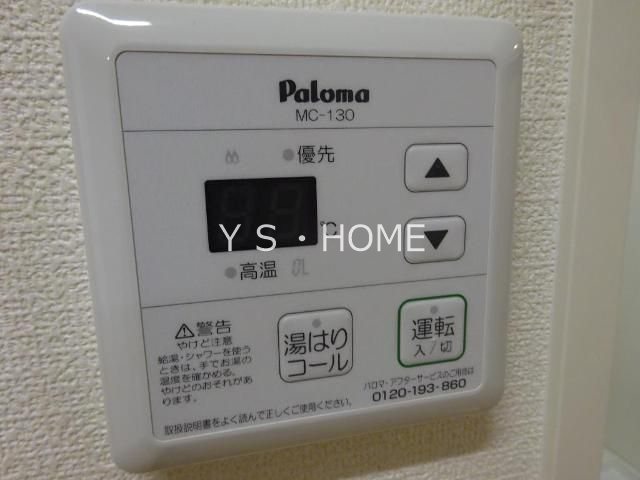 Paloma
MC-130
優先
℃
YS・HOME
高温
警告
やけど注意
給湯・シャワーを使う
ときは、手でお湯の
温度を確かめる。
やけどのおそれがあ
ります。
湯はり
コール
運転
入/切
パロマ・アフターサービスのご用命は
0120-193-860
取扱説明書をよく読んで正しくご使用ください。